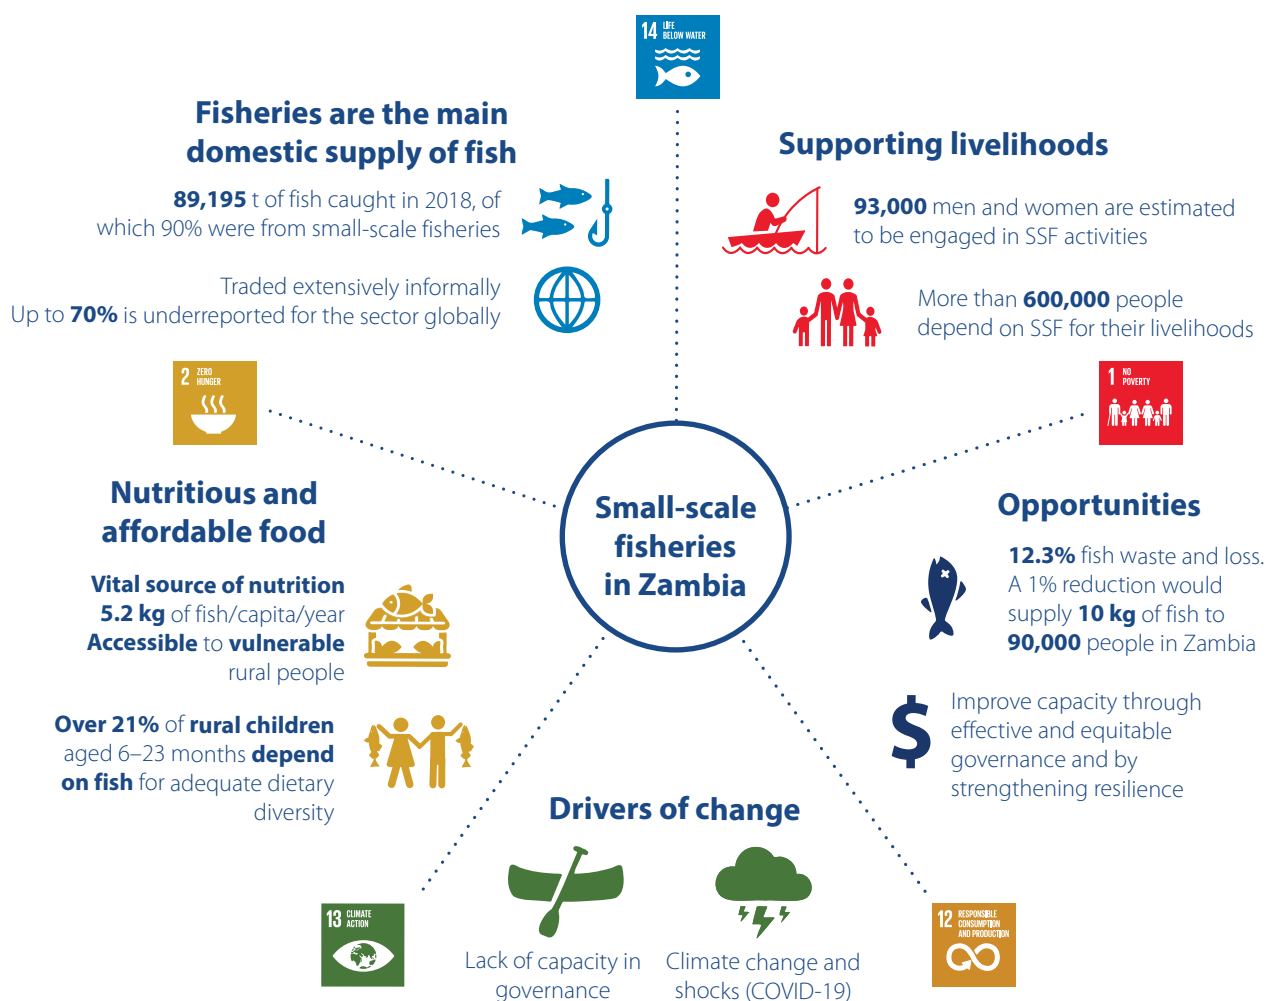 14 LIFE
BELOW WATER
Fisheries are the main
domestic supply of fish
89,195 t of fish caught in 2018, of
which 90% were from small-scale fisheries
Traded extensively informally
Up to 70% is underreported for the sector globally
Supporting livelihoods
93,000 men and women are estimated
to be engaged in SSF activities
More than 600,000 people
depend on SSF for their livelihoods
2 ZERO
HUNGER
1 NO
POVERTY
Small-scale
fisheries
in Zambia
Nutritious and
affordable food
Vital source of nutrition
5.2 kg of fish/capita/year
Accessible to vulnerable
rural people
Over 21% of rural children
aged 6–23 months depend
on fish for adequate dietary
diversity
Opportunities
12.3% fish waste and loss.
A 1% reduction would
supply 10 kg of fish to
90,000 people in Zambia
$
Improve capacity through
effective and equitable
governance and by
strengthening resilience
Drivers of change
13 CLIMATE
ACTION
Lack of capacity in
governance
Climate change and
shocks (COVID-19)
12 RESPONSIBLE
CONSUMPTION
AND PRODUCTION